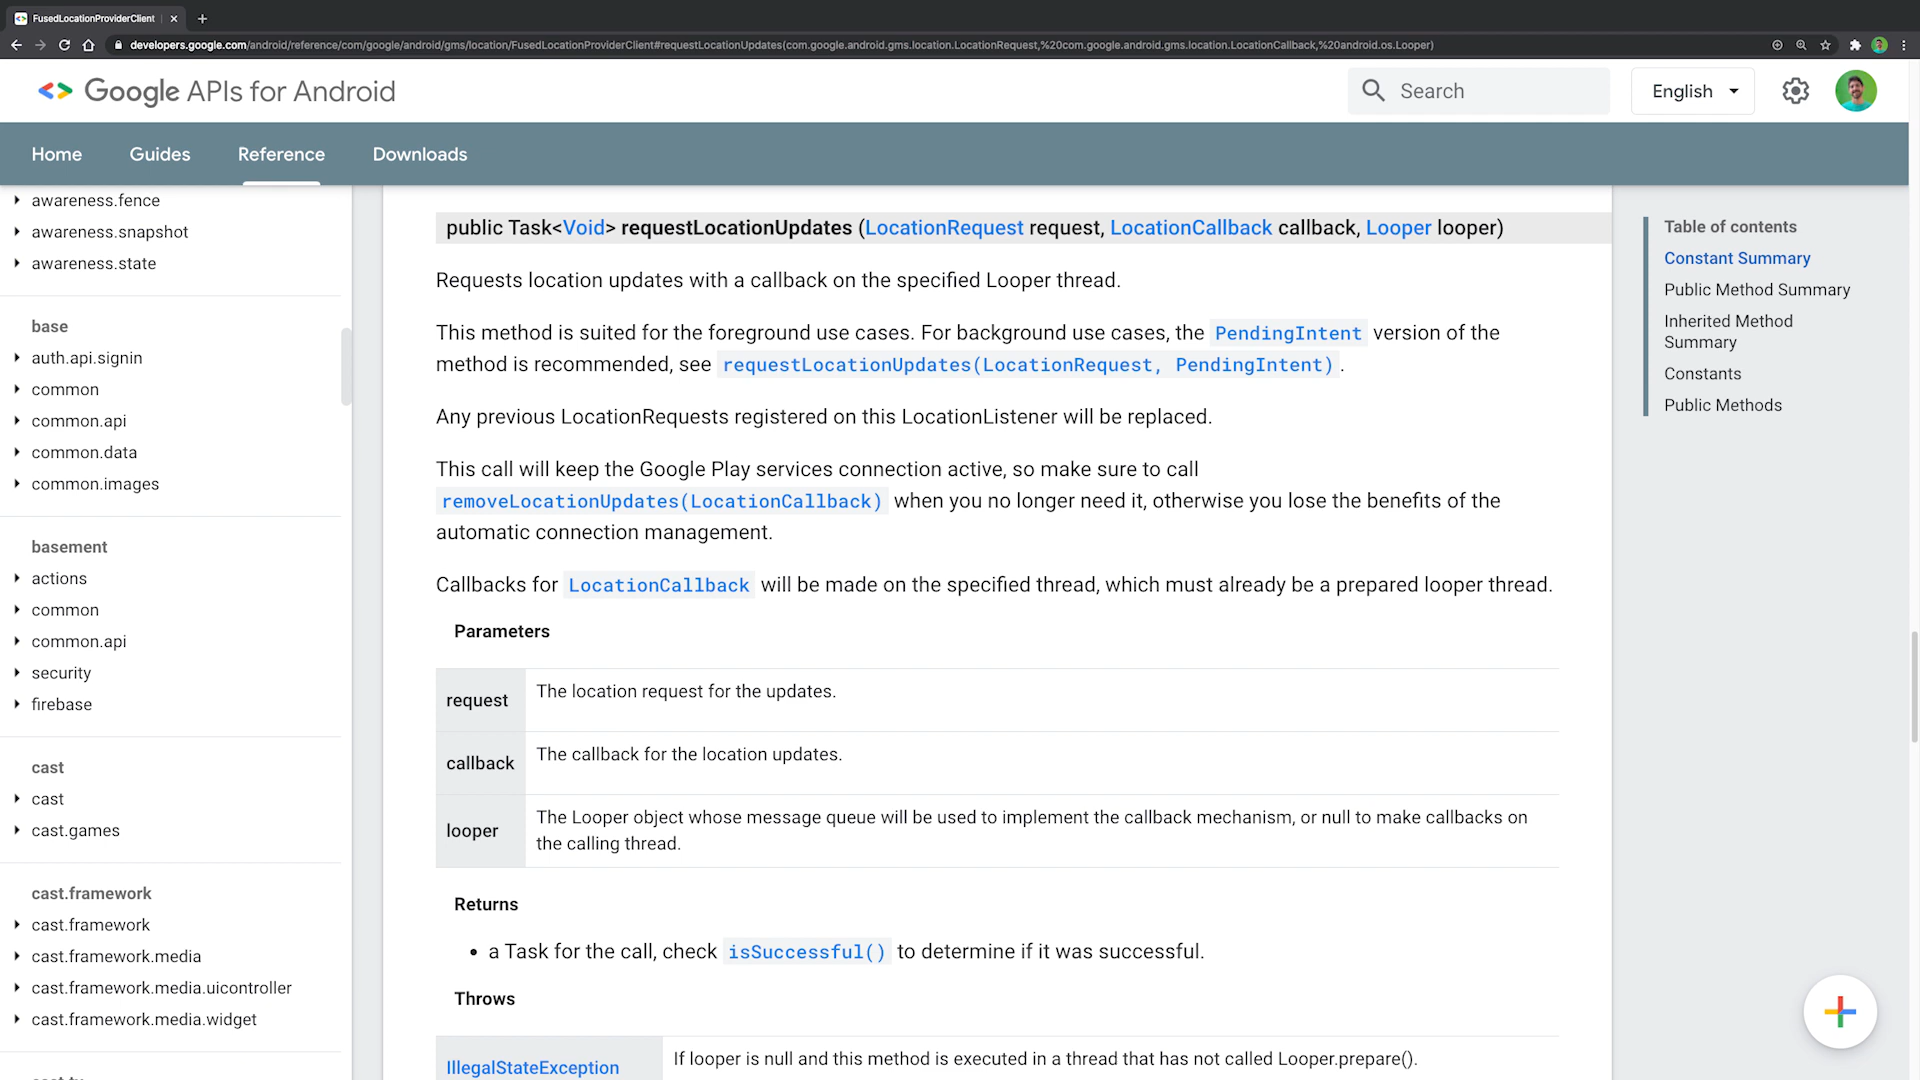 FusedLocationProviderClient
developers.google.com/android/reference/com/google/android/gms/location/FusedLocationProviderClient#requestLocationUpdates(com.google.android.gms.location.LocationRequest,%20com.google.android.gms.location.LocationCallback,%20android.os.Looper)
Google APIs for Android
Search
English
Home
Guides
Reference
Downloads
awareness.fence
awareness.snapshot
awareness.state
base
auth.api.signin
common
common.api
common.data
common.images
basement
actions
common
common.api
security
firebase
cast
cast
cast.games
cast.framework
cast.framework
cast.framework.media
cast.framework.media.uicontroller
cast.framework.media.widget
public Task<Void> requestLocationUpdates (LocationRequest request, LocationCallback callback, Looper looper)
Requests location updates with a callback on the specified Looper thread.
This method is suited for the foreground use cases. For background use cases, the PendingIntent version of the
method is recommended, see requestLocationUpdates(LocationRequest, PendingIntent).
Any previous LocationRequests registered on this LocationListener will be replaced.
This call will keep the Google Play services connection active, so make sure to call
removeLocationUpdates(LocationCallback) when you no longer need it, otherwise you lose the benefits of the
automatic connection management.
Callbacks for LocationCallback will be made on the specified thread, which must already be a prepared looper thread.
Parameters
request The location request for the updates.
callback The callback for the location updates.
looper The Looper object whose message queue will be used to implement the callback mechanism, or null to make callbacks on
the calling thread.
Returns
• a Task for the call, check isSuccessful() to determine if it was successful.
Throws
IllegalStateException If looper is null and this method is executed in a thread that has not called Looper.prepare().
Table of contents
Constant Summary
Public Method Summary
Inherited Method
Summary
Constants
Public Methods